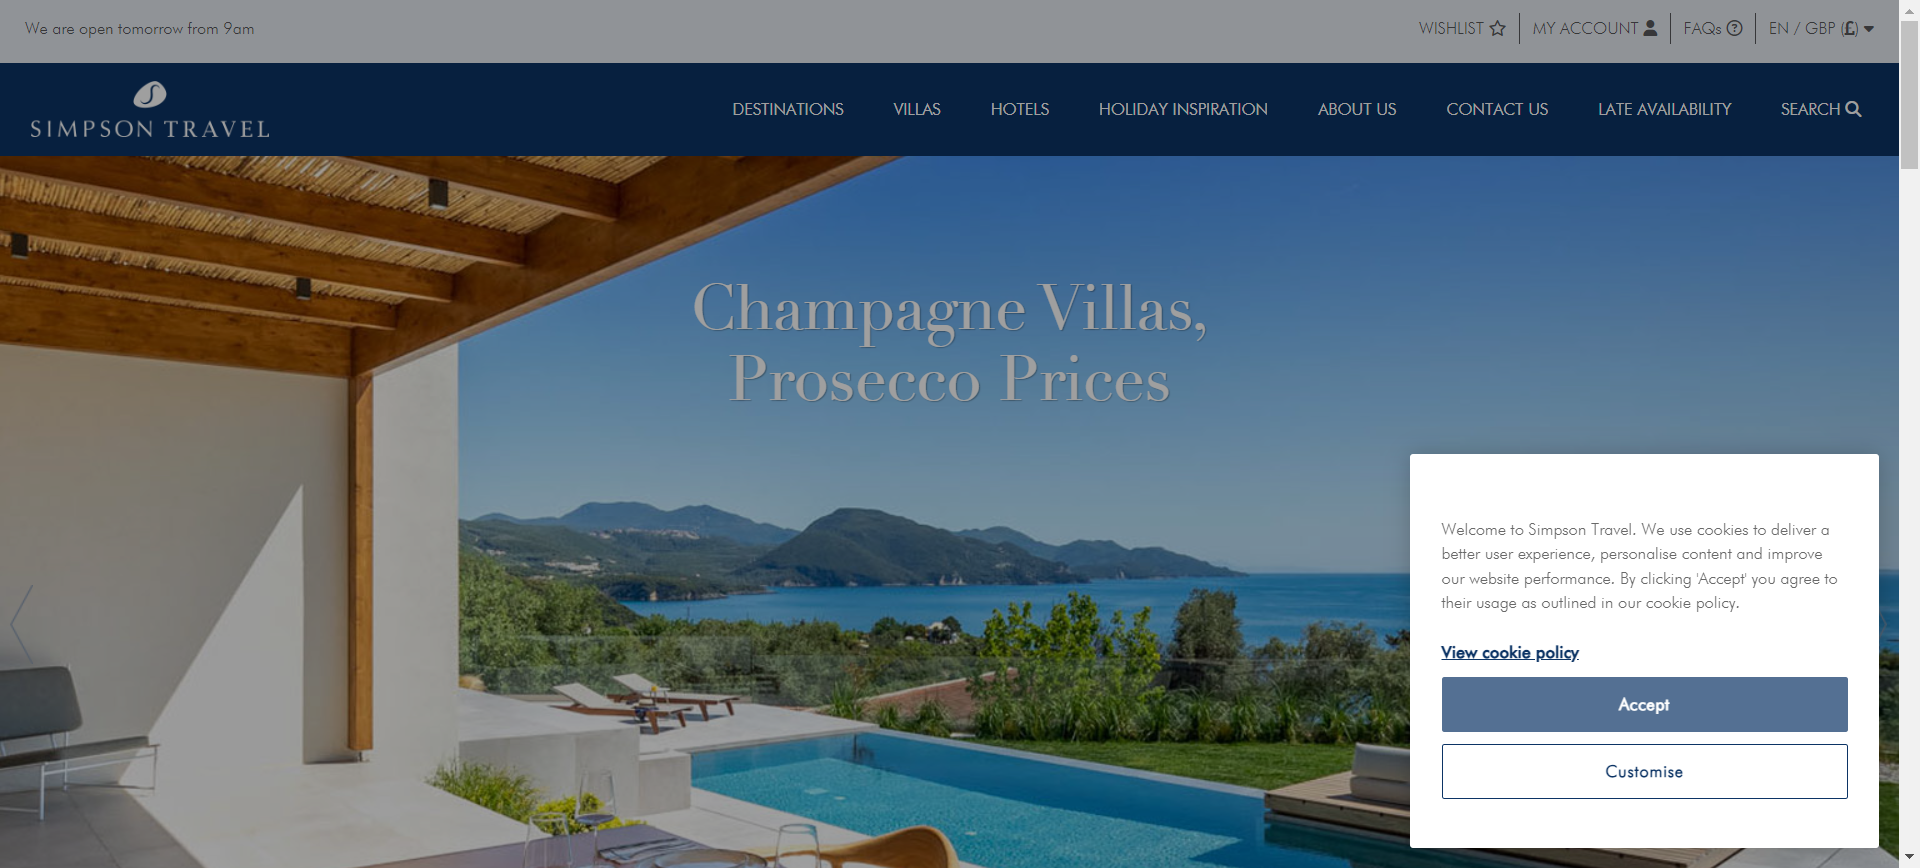 We are open tomorrow from 9am
WISHLIST
MY ACCOUNT
FAQs
EN / GBP (£)
SIMPSON TRAVEL
DESTINATIONS
VILLAS
HOTELS
HOLIDAY INSPIRATION
ABOUT US
CONTACT US
LATE AVAILABILITY
SEARCH
Champagne Villas,
Prosecco Prices
Welcome to Simpson Travel. We use cookies to deliver a
better user experience, personalise content and improve
our website performance. By clicking 'Accept' you agree to
their usage as outlined in our cookie policy.
View cookie policy
Accept
Customise